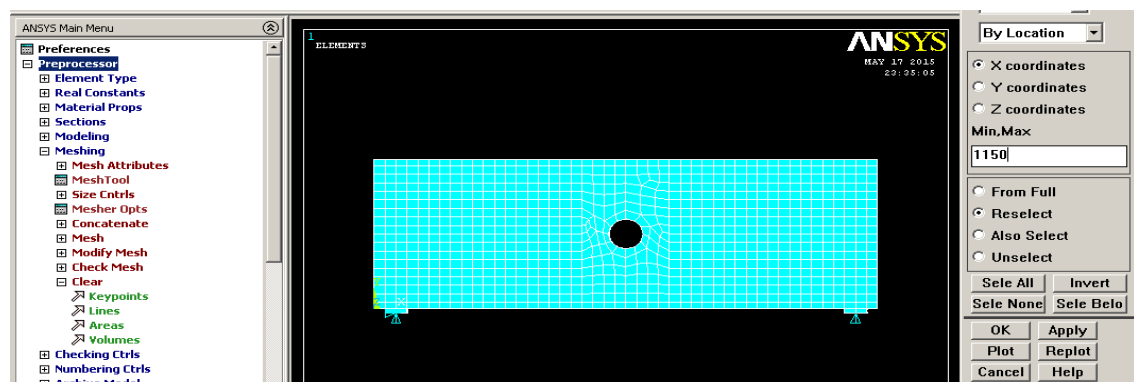 ANSYS Main Menu
Preferences
Preprocessor
Element Type
Real Constants
Material Props
Sections
Modeling
Meshing
Mesh Attributes
MeshTool
Size Cntrls
Mesher Opts
Concatenate
Mesh
Modify Mesh
Check Mesh
Clear
Keypoints
Lines
Areas
Volumes
Checking Ctrls
Numbering Ctrls
1
ELEMENTS
ANSYS
MAY 17 2015
23:35:05
X
By Location
X coordinates
Y coordinates
Z coordinates
Min,Max
1150
From Full
Reselect
Also Select
Unselect
Sele All Invert
Sele None Sele Belo
OK Apply
Plot Replot
Cancel Help